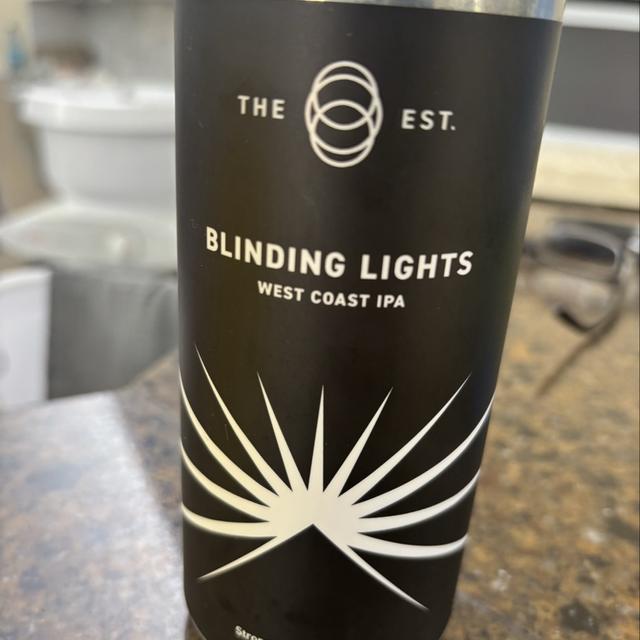 THE EST.
BLINDING LIGHTS
WEST COAST IPA